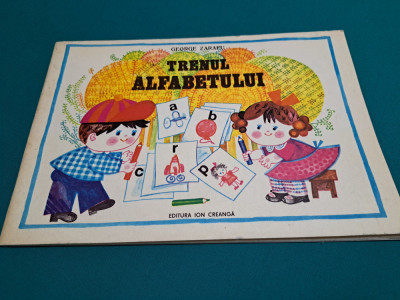 GEORGE ZARAFU
TRENUL
ALFABETULUI
a
b
c
r
p
EDITURA ION CREANGĂ